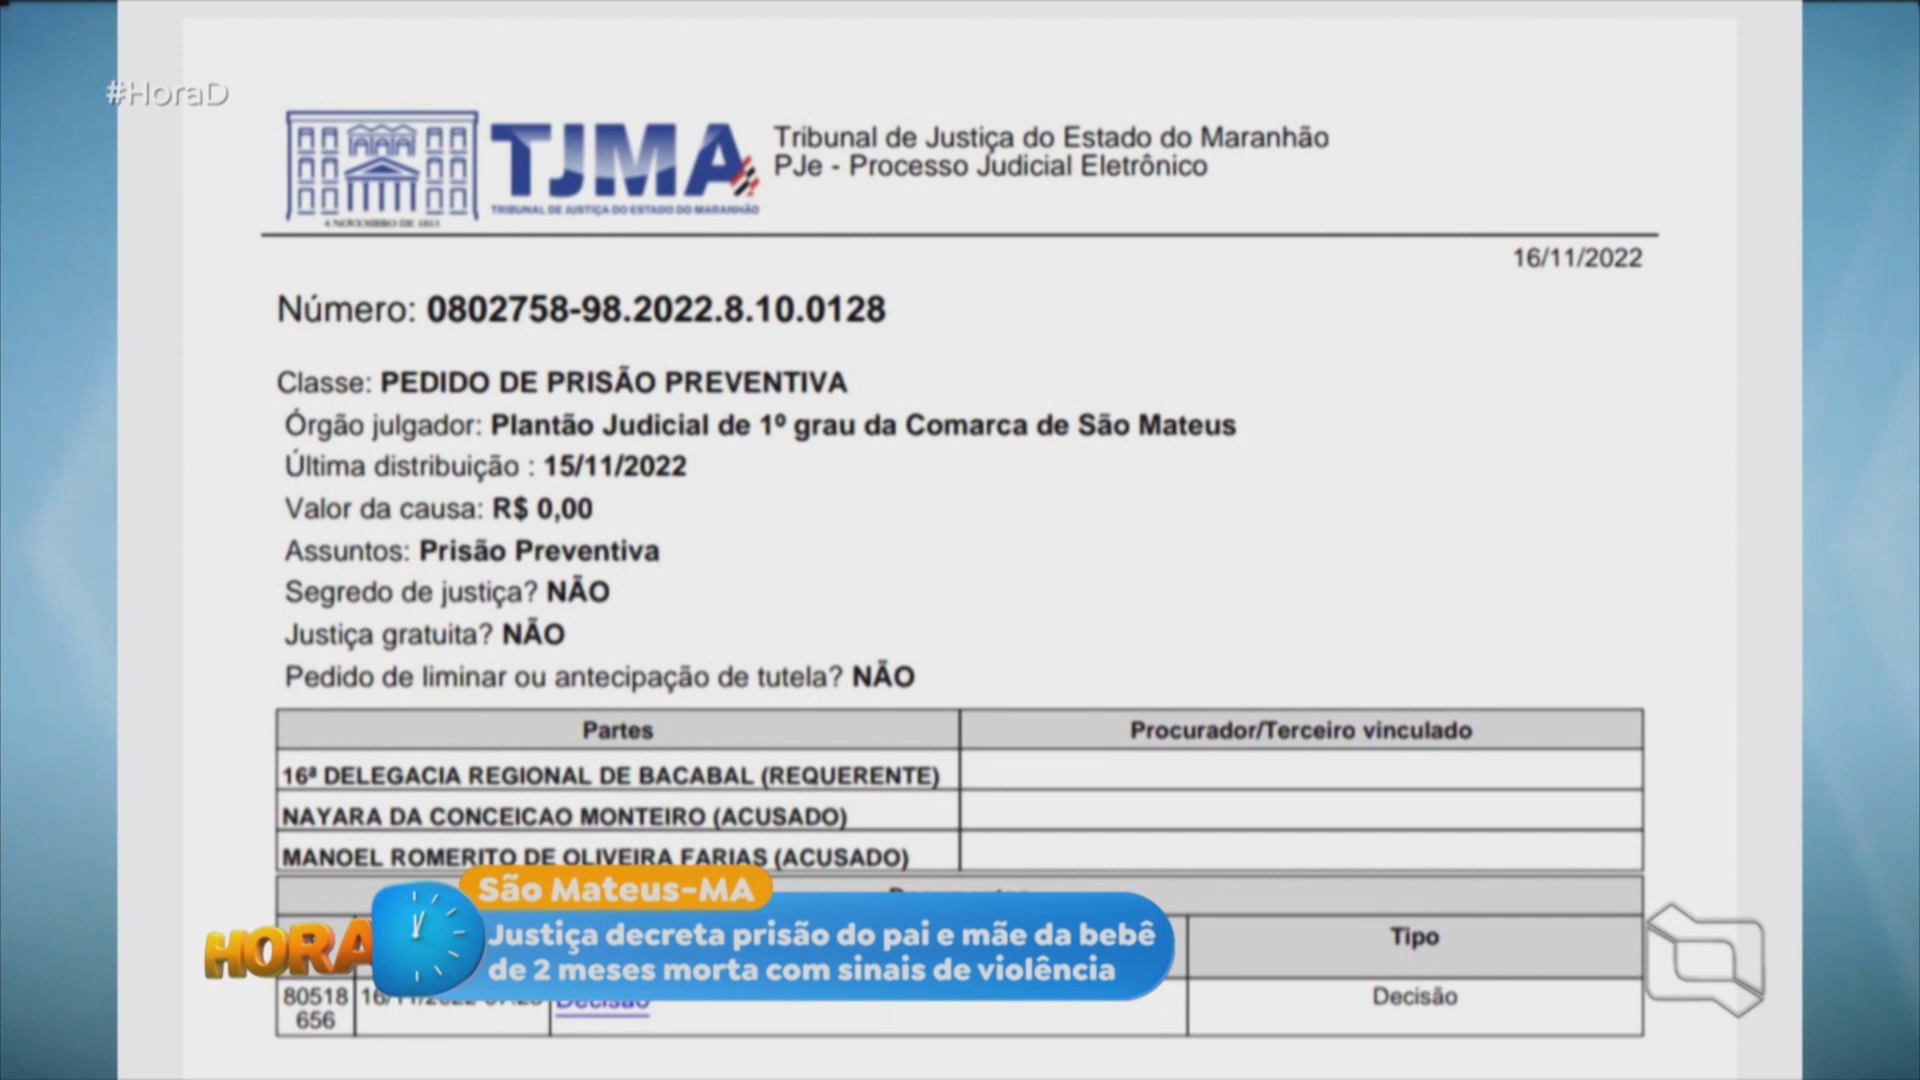 #HoraD
TJMA
TRIBUNAL DE JUSTIÇA DO ESTADO DO MARANHÃO
4 NOVEMBRO DE 1813
Tribunal de Justiça do Estado do Maranhão
PJe - Processo Judicial Eletrônico
16/11/2022
Número: 0802758-98.2022.8.10.0128
Classe: PEDIDO DE PRISÃO PREVENTIVA
Órgão julgador: Plantão Judicial de 1º grau da Comarca de São Mateus
Última distribuição : 15/11/2022
Valor da causa: R$ 0,00
Assuntos: Prisão Preventiva
Segredo de justiça? NÃO
Justiça gratuita? NÃO
Pedido de liminar ou antecipação de tutela? NÃO
Partes Procurador/Terceiro vinculado
16ª DELEGACIA REGIONAL DE BACABAL (REQUERENTE)
NAYARA DA CONCEICAO MONTEIRO (ACUSADO)
MANOEL ROMERITO DE OLIVEIRA FARIAS (ACUSADO)
São Mateus-MA
HORA
Justiça decreta prisão do pai e mãe da bebê
de 2 meses morta com sinais de violência
Tipo
80518
656
Decisão
Decisão